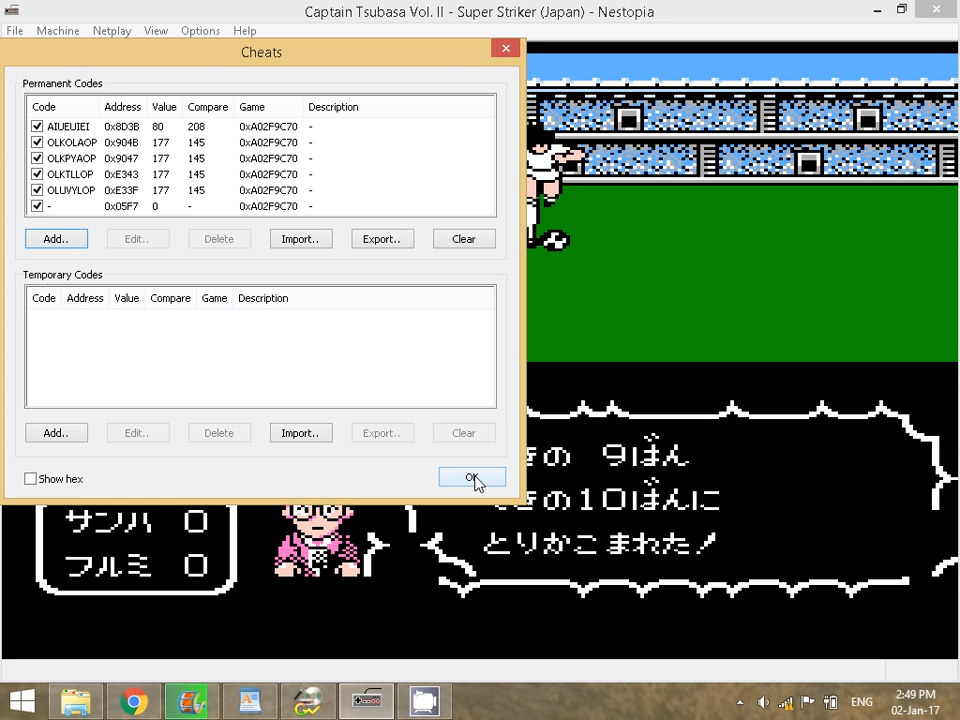 Captain Tsubasa Vol. II - Super Striker (Japan) - Nestopia
File Machine Netplay View Options Help
Cheats
Permanent Codes
Code Address Value Compare Game Description
AIUEUIEI 0x8D3B 80 208 0xA02F9C70 -
OLKOLAOP 0x904B 177 145 0xA02F9C70 -
OLKPYAOP 0x9047 177 145 0xA02F9C70 -
OLKTLLOP 0xE343 177 145 0xA02F9C70 -
OLUVYLOP 0xE33F 177 145 0xA02F9C70 -
- 0x05F7 0 - 0xA02F9C70 -
Add.. Edit.. Delete Import.. Export.. Clear
Temporary Codes
Code Address Value Compare Game Description
Add.. Edit.. Delete Import.. Export.. Clear
Show hex
OK
の 9ばん
の10ばんに
とりかこまれた!
サンパ 0
フルミ 0
ENG
2:49 PM
02-Jan-17